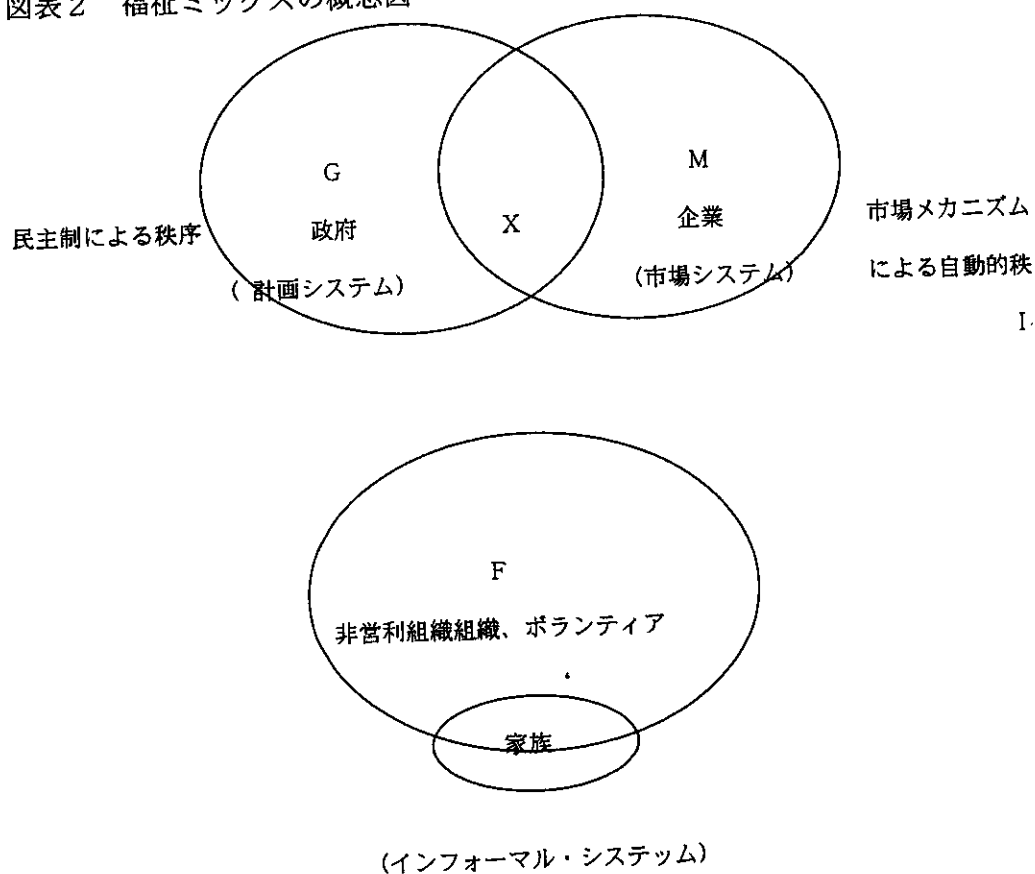 図表２　福祉ミックスの概念図
G
M
X
政府
企業
民主制による秩序
市場メカニズム
(計画システム)
(市場システム)
による自動的秩
F
非営利組織組織、ボランティア
家族
(インフォーマル・システッム)